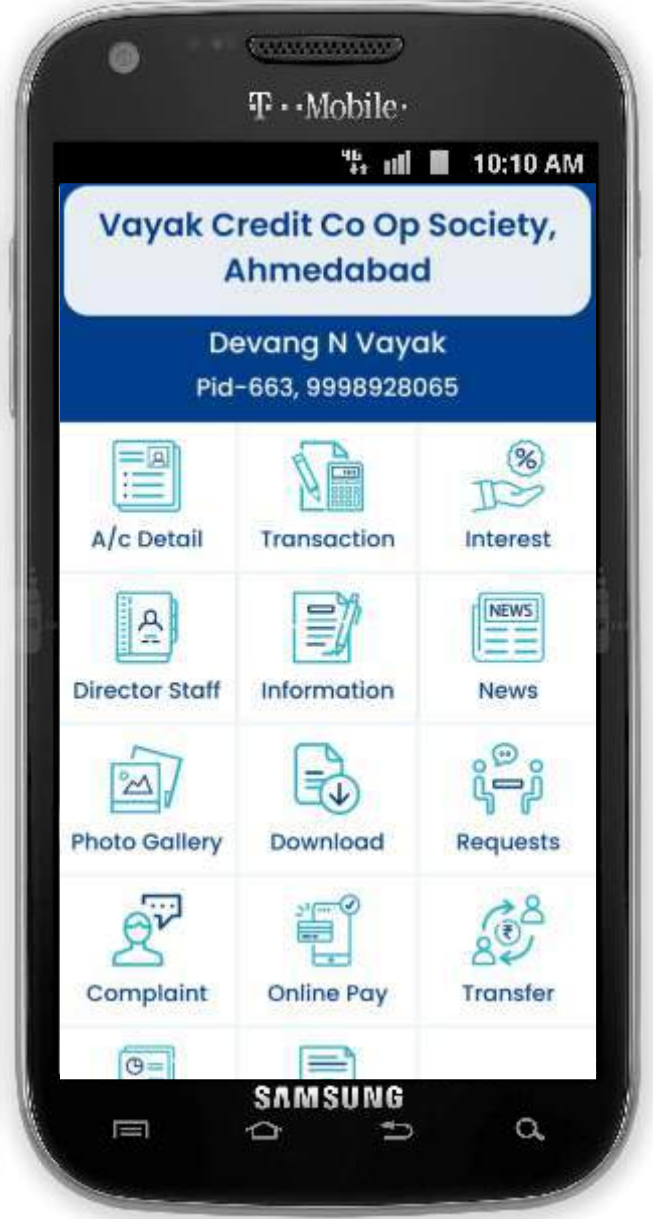 T··Mobile·
4G 10:10 AM
Vayak Credit Co Op Society,
Ahmedabad
Devang N Vayak
Pid-663, 9998928065
%
A/c Detail Transaction Interest
NEWS
Director Staff Information News
Photo Gallery Download Requests
₹
Complaint Online Pay Transfer
SAMSUNG